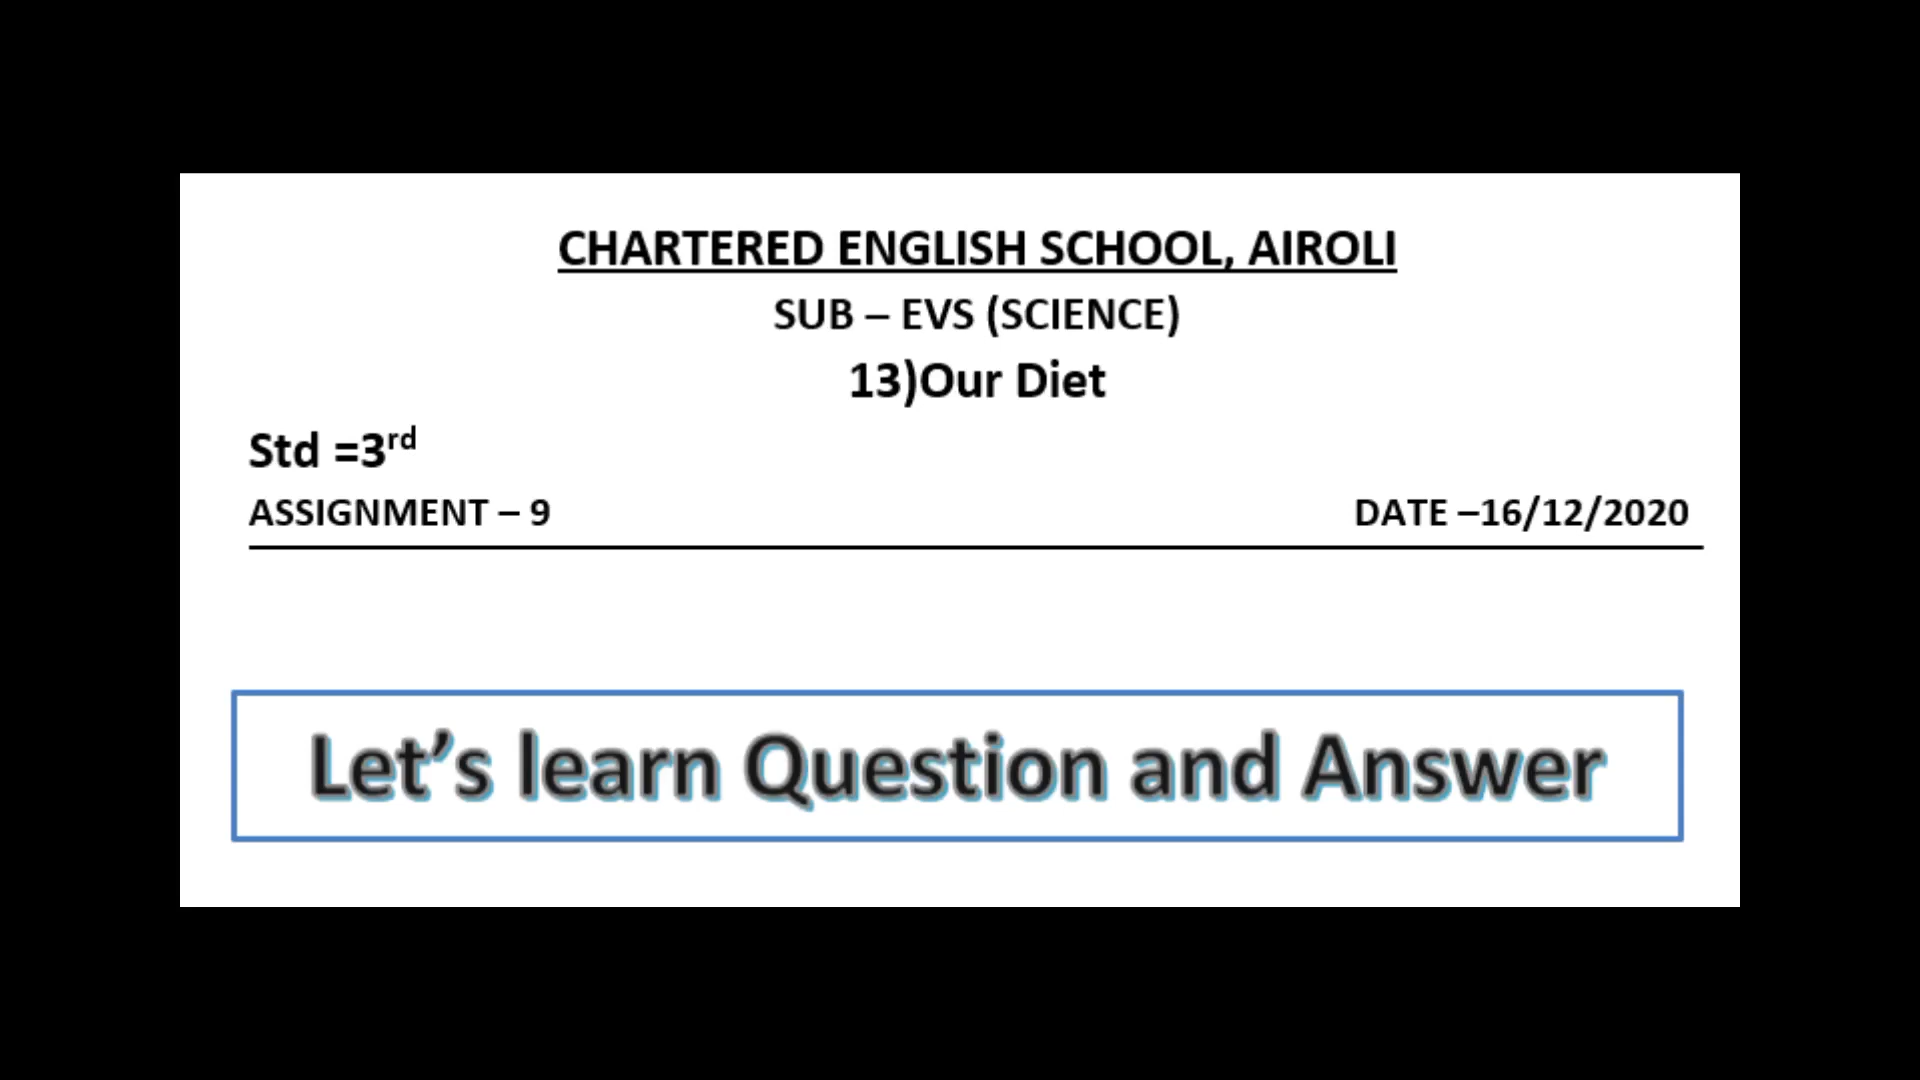 CHARTERED ENGLISH SCHOOL, AIROLI
SUB – EVS (SCIENCE)
13)Our Diet
Std =3rd
ASSIGNMENT – 9 DATE –16/12/2020
Let’s learn Question and Answer